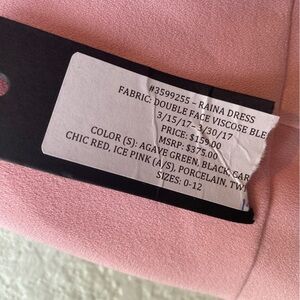 #3599255 - RAINA DRESS
FABRIC: DOUBLE FACE VISCOSE BLE
3/15/17- 3/30/17
PRICE: $159.00
MSRP: $375.00
COLOR (S): AGAVE GREEN, BLACK, CAR
CHIC RED, ICE PINK (A/S), PORCELAIN, TWI
SIZES: 0-12